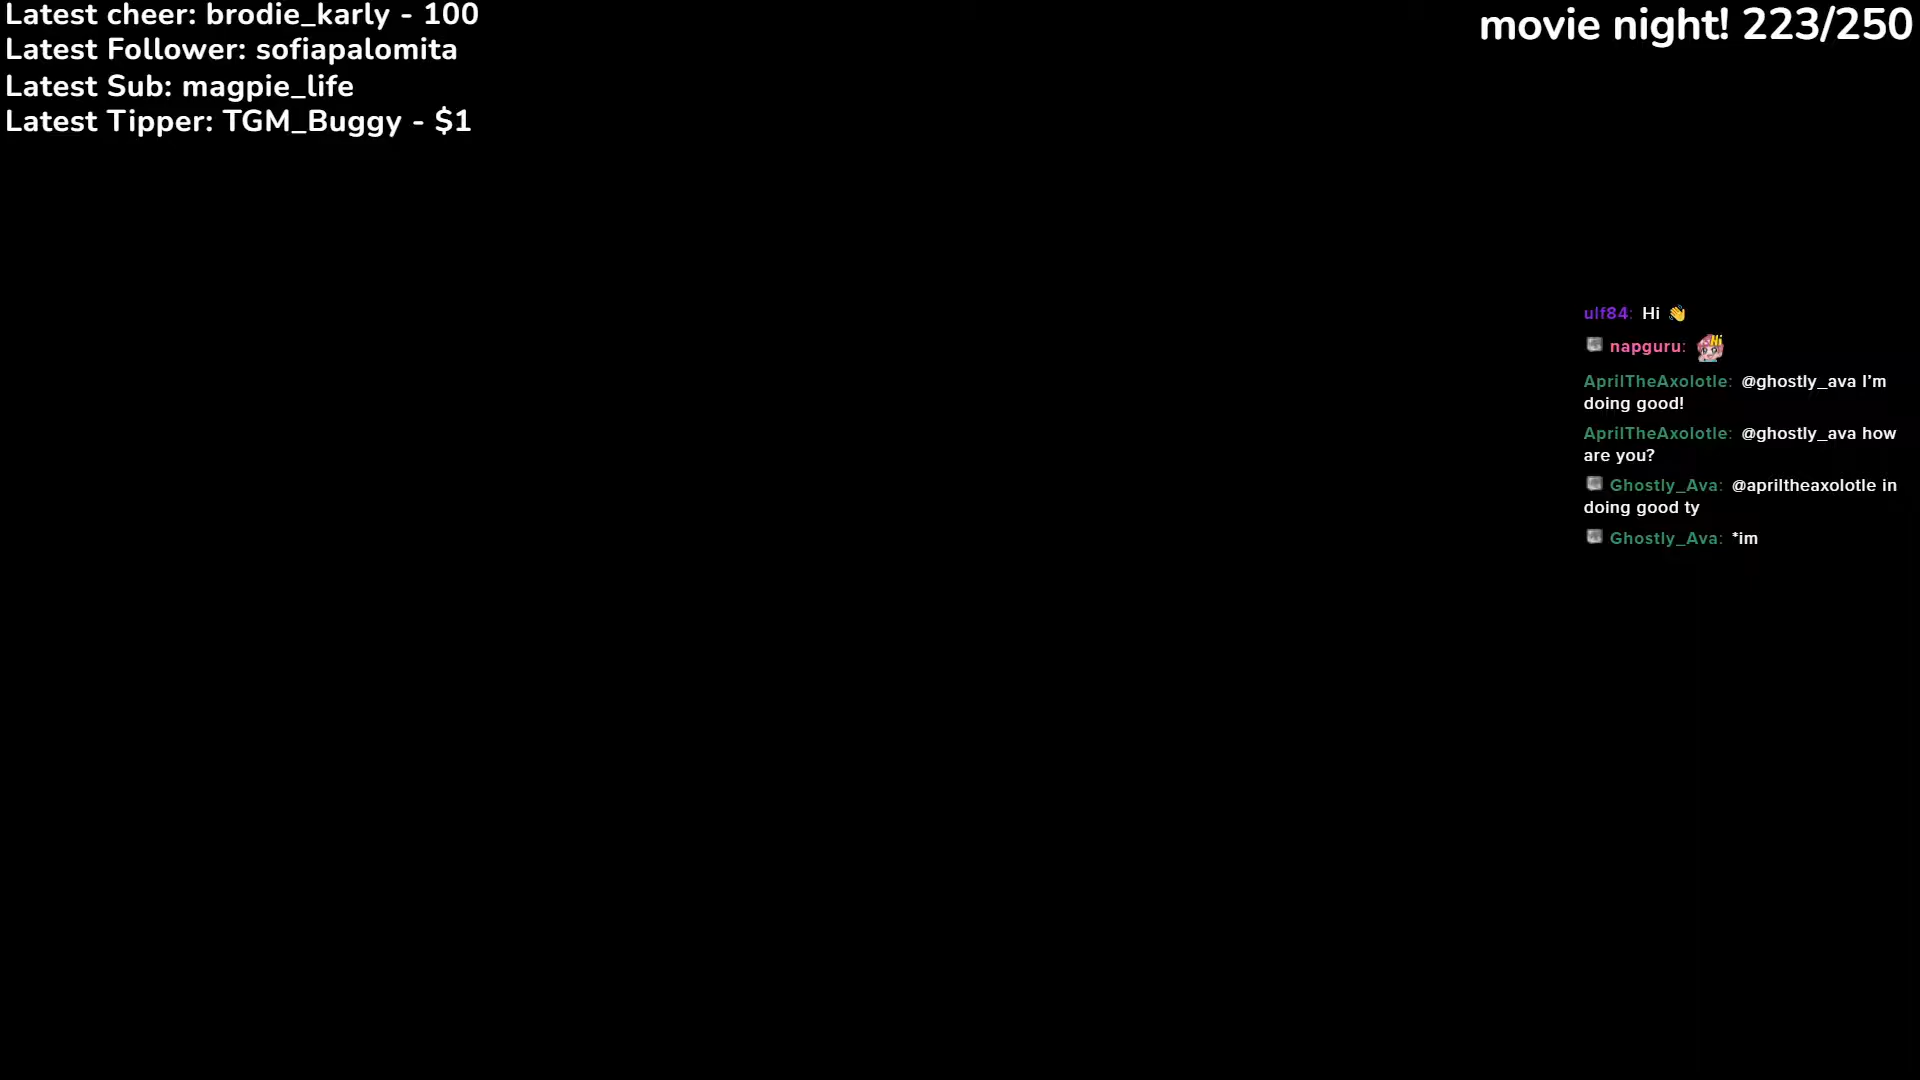 Latest cheer: brodie_karly - 100
Latest Follower: sofiapalomita
Latest Sub: magpie_life
Latest Tipper: TGM_Buggy - $1
movie night! 223/250
ulf84: Hi 👋
napguru: Hi
AprilTheAxolotle: @ghostly_ava I’m
doing good!
AprilTheAxolotle: @ghostly_ava how
are you?
Ghostly_Ava: @apriltheaxolotle in
doing good ty
Ghostly_Ava: *im